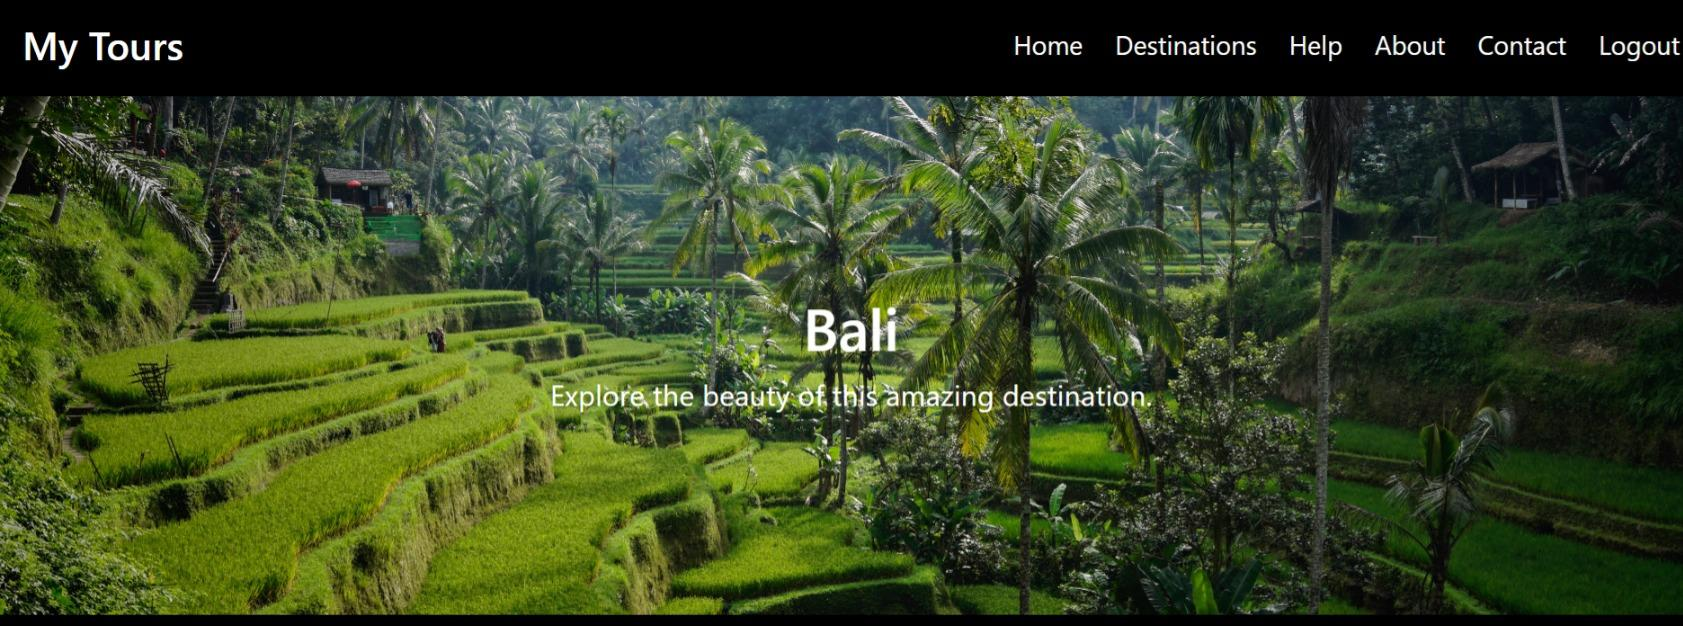 My Tours
Home Destinations Help About Contact Logout
Bali
Explore the beauty of this amazing destination.